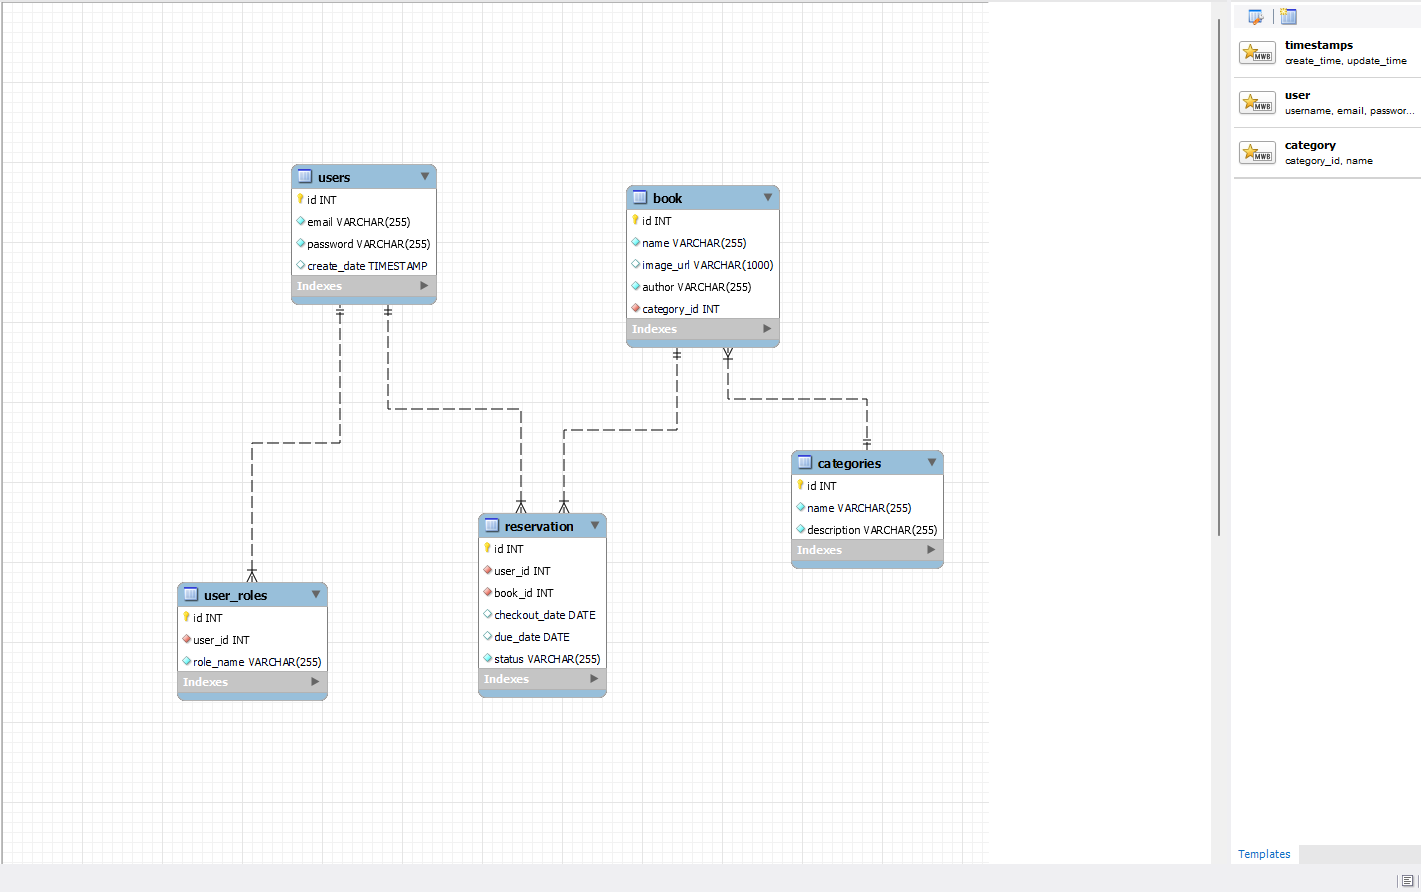 users
id INT
email VARCHAR(255)
password VARCHAR(255)
create_date TIMESTAMP
Indexes
book
id INT
name VARCHAR(255)
image_url VARCHAR(1000)
author VARCHAR(255)
category_id INT
Indexes
categories
id INT
name VARCHAR(255)
description VARCHAR(255)
Indexes
reservation
id INT
user_id INT
book_id INT
checkout_date DATE
due_date DATE
status VARCHAR(255)
Indexes
user_roles
id INT
user_id INT
role_name VARCHAR(255)
Indexes
MWB
timestamps
create_time, update_time
MWB
user
username, email, passwor...
MWB
category
category_id, name
Templates